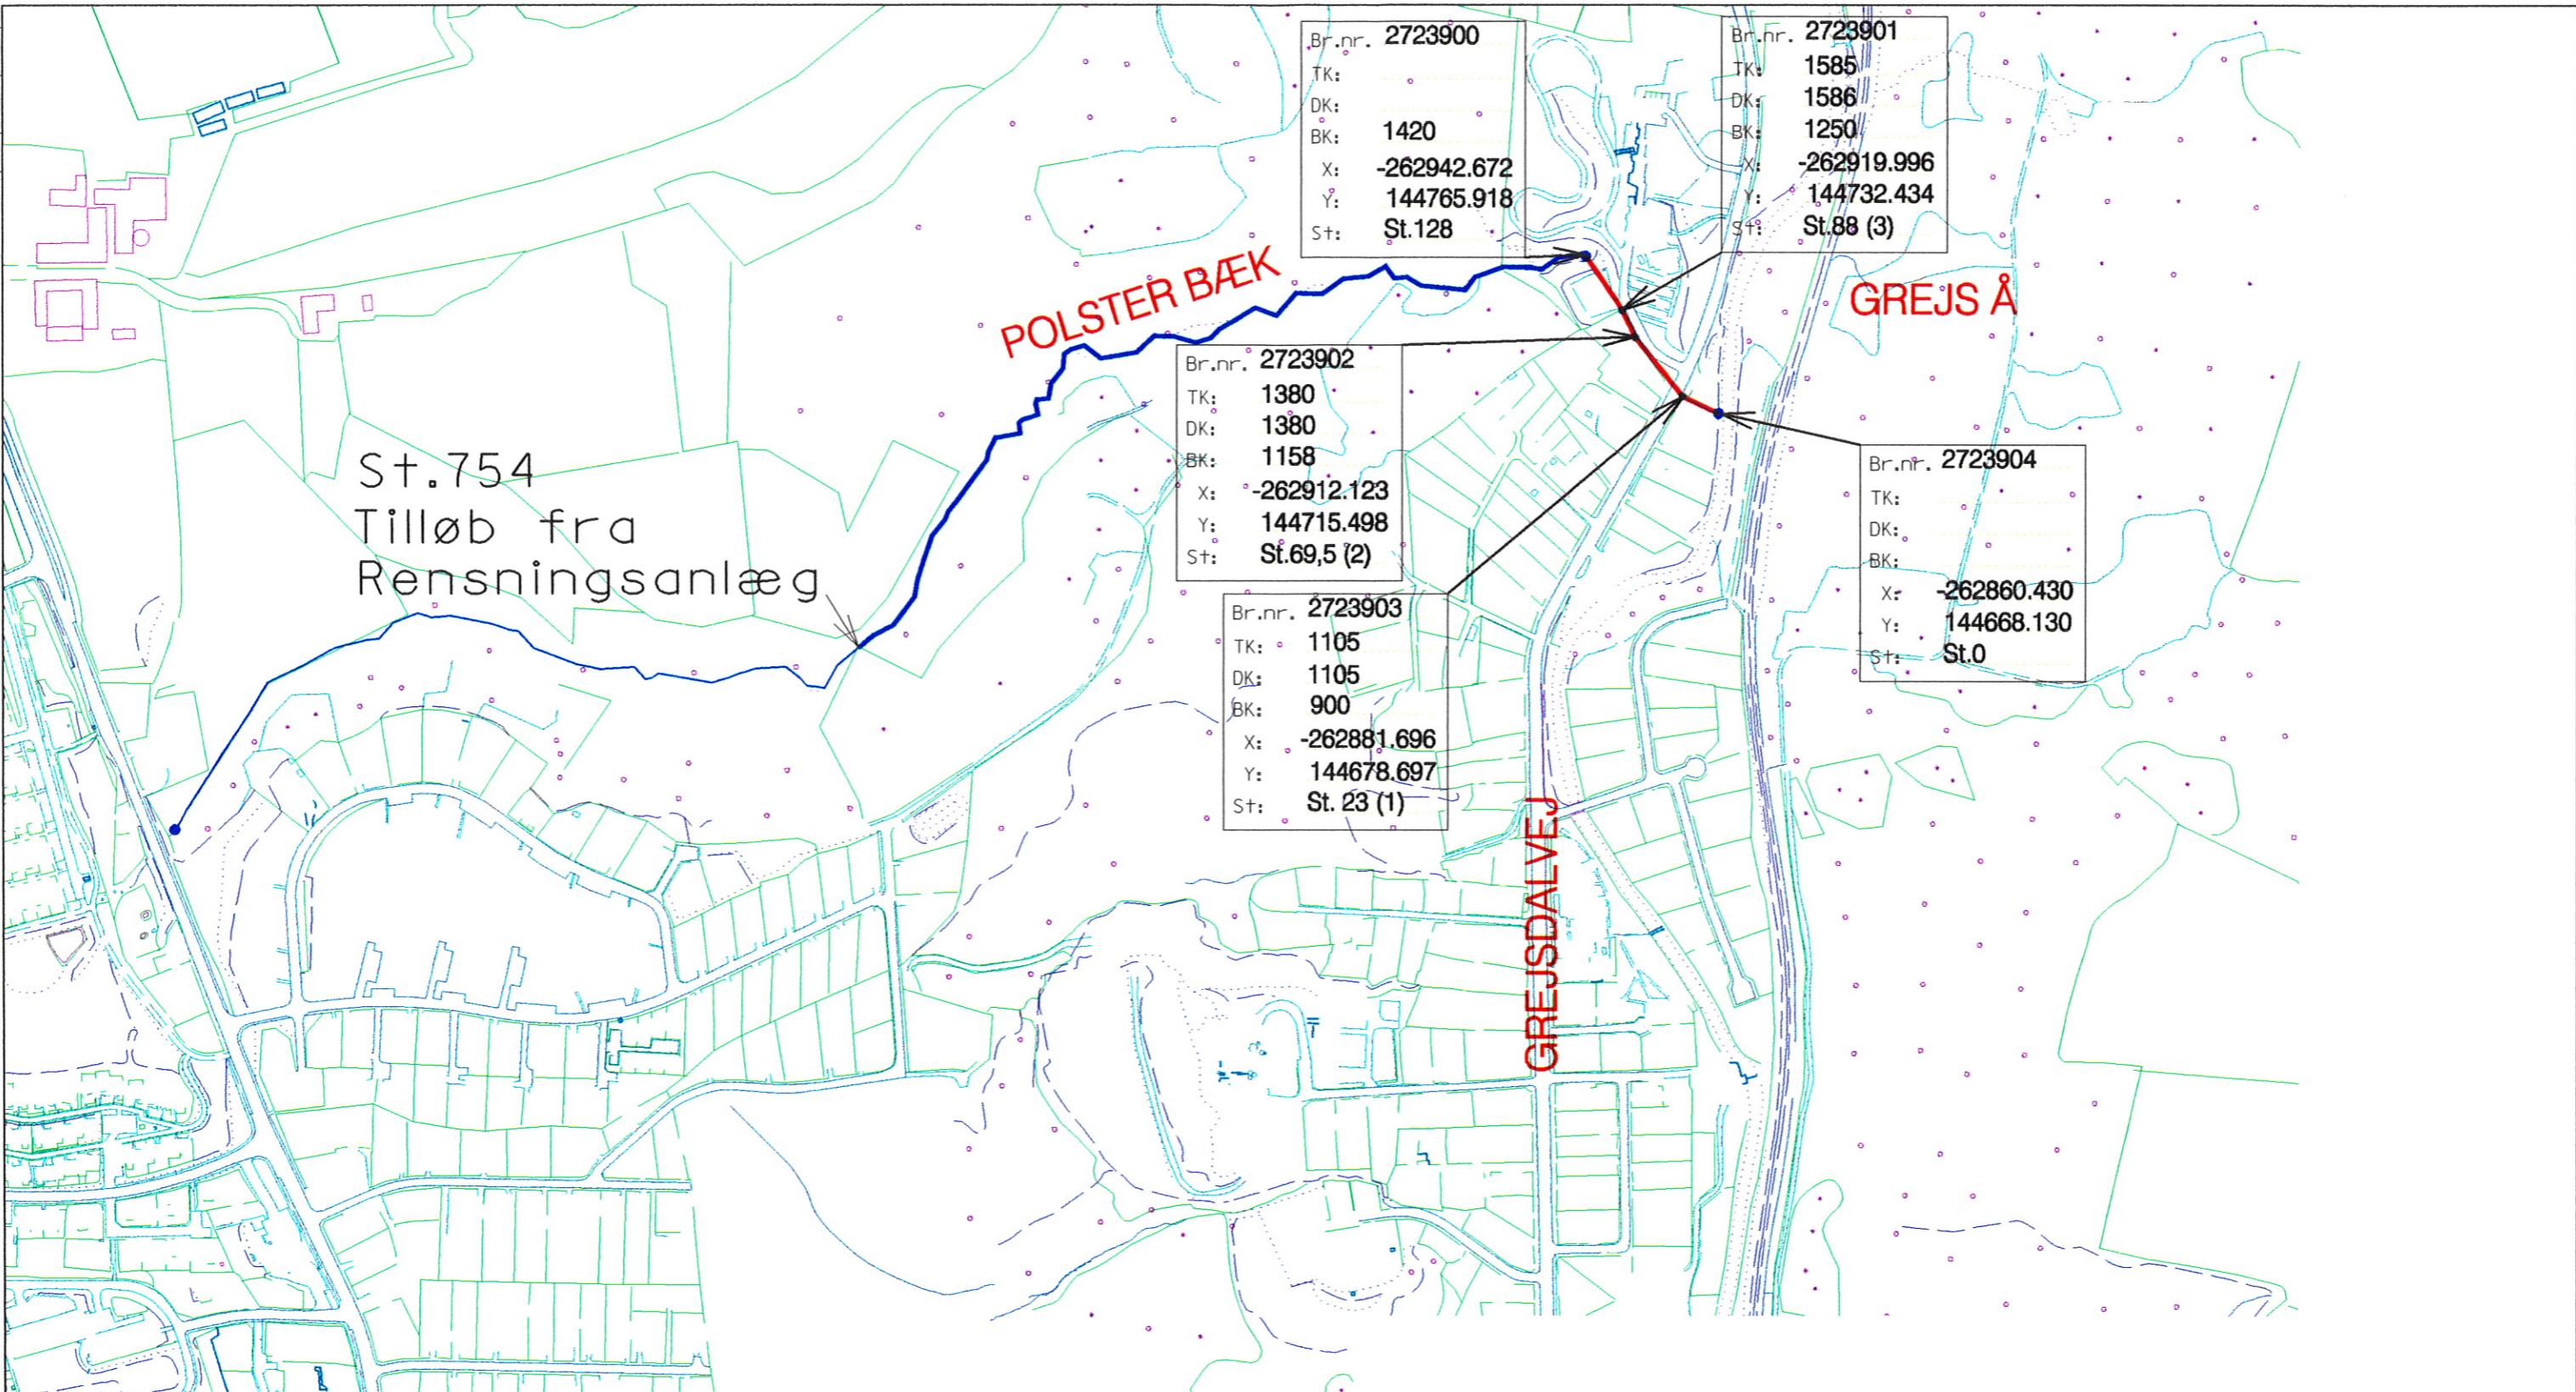 Br.nr. 2723900
TK:
DK:
BK: 1420
X: -262942.672
Y: 144765.918
St: St.128
Br.nr. 2723901
TK: 1585
DK: 1586
BK: 1250
X: -262919.996
Y: 144732.434
St: St.88 (3)
POLSTER BÆK
GREJS Å
Br.nr. 2723902
TK: 1380
DK: 1380
BK: 1158
X: -262912.123
Y: 144715.498
St: St.69,5 (2)
St.754
Tilløb fra
Rensningsanlæg
Br.nr. 2723904
TK:
DK:
BK:
X: -262860.430
Y: 144668.130
St: St.0
Br.nr. 2723903
TK: 1105
DK: 1105
BK: 900
X: -262881.696
Y: 144678.697
St: St. 23 (1)
GREJSDALVEJ